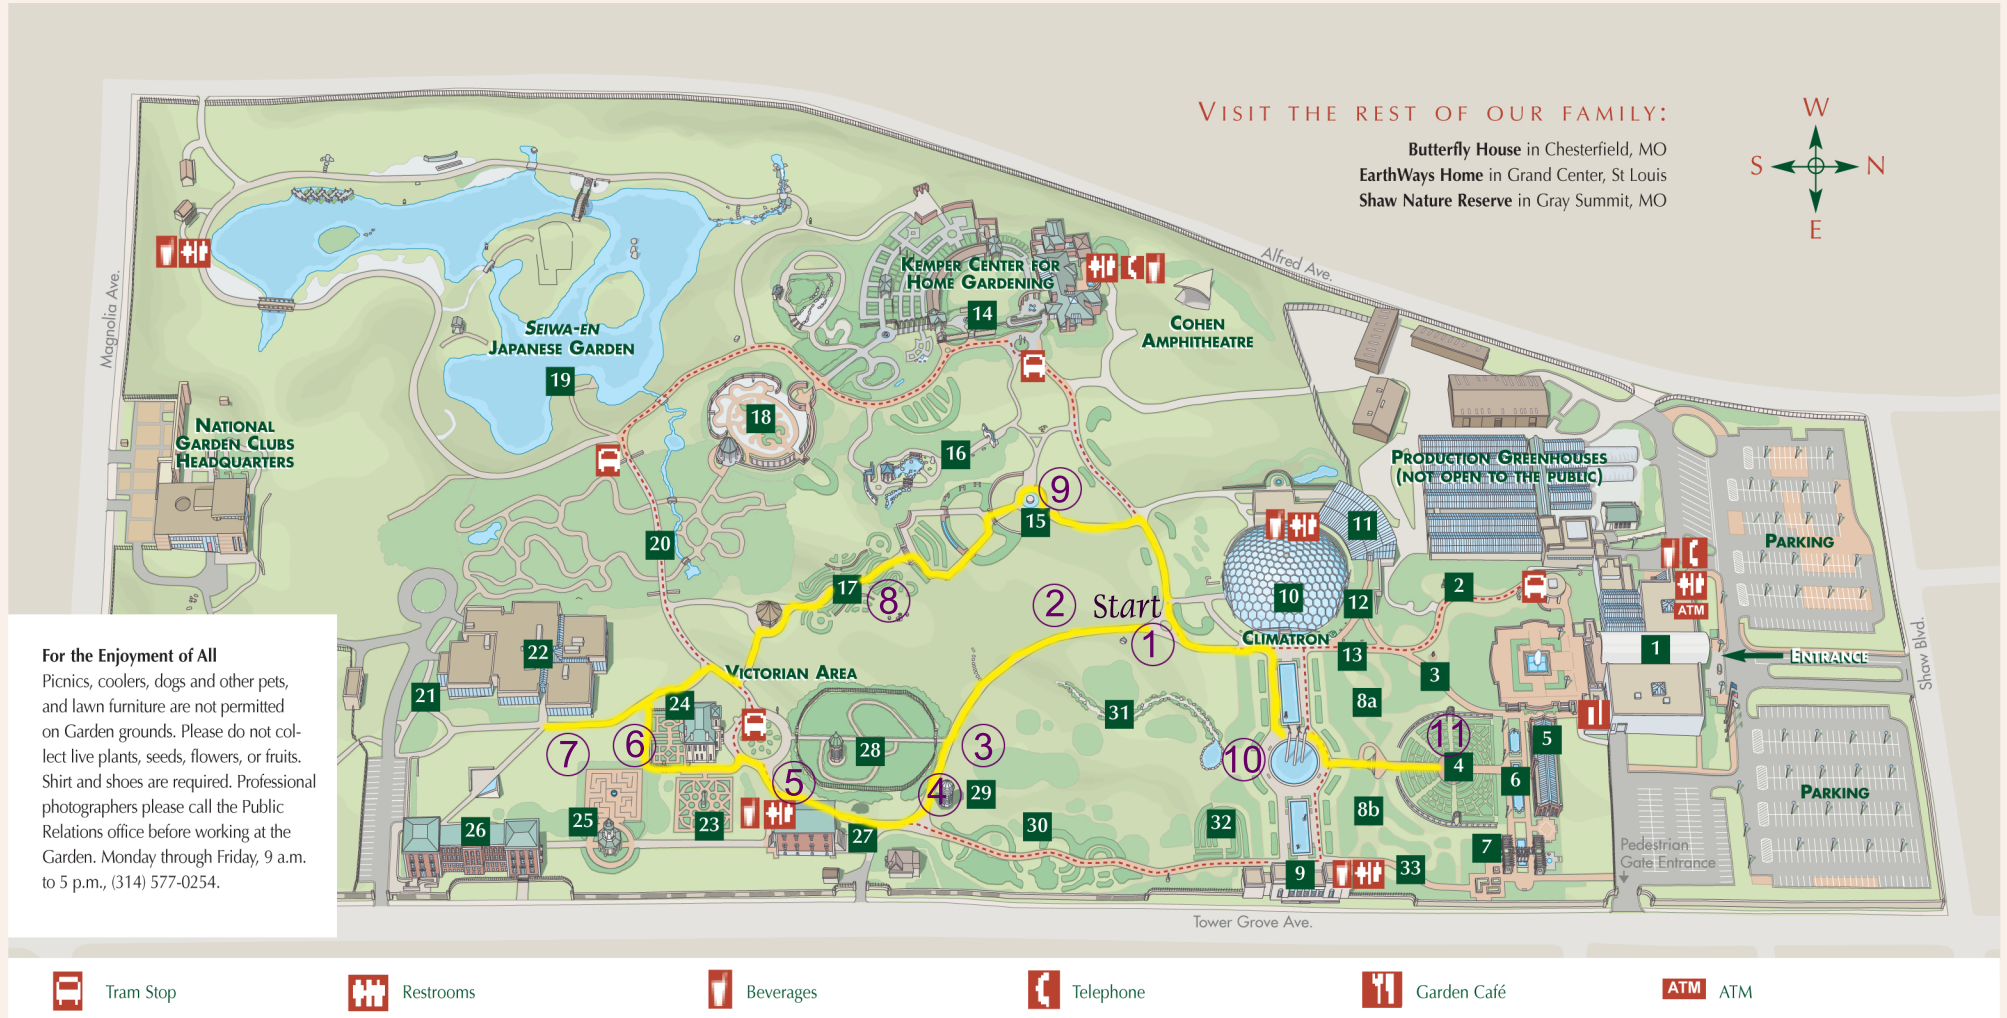 VISIT THE REST OF OUR FAMILY:
Butterfly House in Chesterfield, MO
EarthWays Home in Grand Center, St Louis
Shaw Nature Reserve in Gray Summit, MO
W
S
N
E
Alfred Ave.
Magnolia Ave.
Shaw Blvd.
Tower Grove Ave.
KEMPER CENTER FOR
HOME GARDENING
14
COHEN
AMPHITHEATRE
SEIWA-EN
JAPANESE GARDEN
19
NATIONAL
GARDEN CLUBS
HEADQUARTERS
18
16
9
15
PRODUCTION GREENHOUSES
(NOT OPEN TO THE PUBLIC)
11
PARKING
20
17
8
2
Start
1
10
12
2
ATM
CLIMATRON®
13
3
1
ENTRANCE
22
21
VICTORIAN AREA
24
6
7
31
8a
11
4
5
6
3
28
5
4
29
10
PARKING
25
23
26
27
30
32
8b
7
9
33
Pedestrian
Gate Entrance
For the Enjoyment of All
Picnics, coolers, dogs and other pets,
and lawn furniture are not permitted
on Garden grounds. Please do not col-
lect live plants, seeds, flowers, or fruits.
Shirt and shoes are required. Professional
photographers please call the Public
Relations office before working at the
Garden. Monday through Friday, 9 a.m.
to 5 p.m., (314) 577-0254.
Tram Stop
Restrooms
Beverages
Telephone
Garden Café
ATM ATM